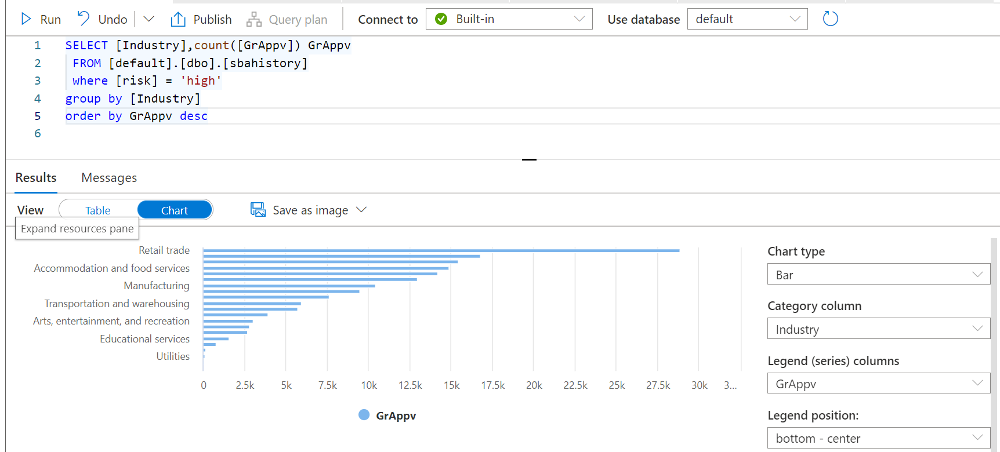 Run Undo Publish Query plan Connect to Built-in Use database default
1 SELECT [Industry],count([GrAppv]) GrAppv
2 FROM [default].[dbo].[sbahistory]
3 where [risk] = 'high'
4 group by [Industry]
5 order by GrAppv desc
6
Results Messages
View Table Chart Save as image
Expand resources pane
Retail trade
Accommodation and food services
Manufacturing
Transportation and warehousing
Arts, entertainment, and recreation
Educational services
Utilities
0 2.5k 5k 7.5k 10k 12.5k 15k 17.5k 20k 22.5k 25k 27.5k 30k 3...
GrAppv
Chart type
Bar
Category column
Industry
Legend (series) columns
GrAppv
Legend position:
bottom - center